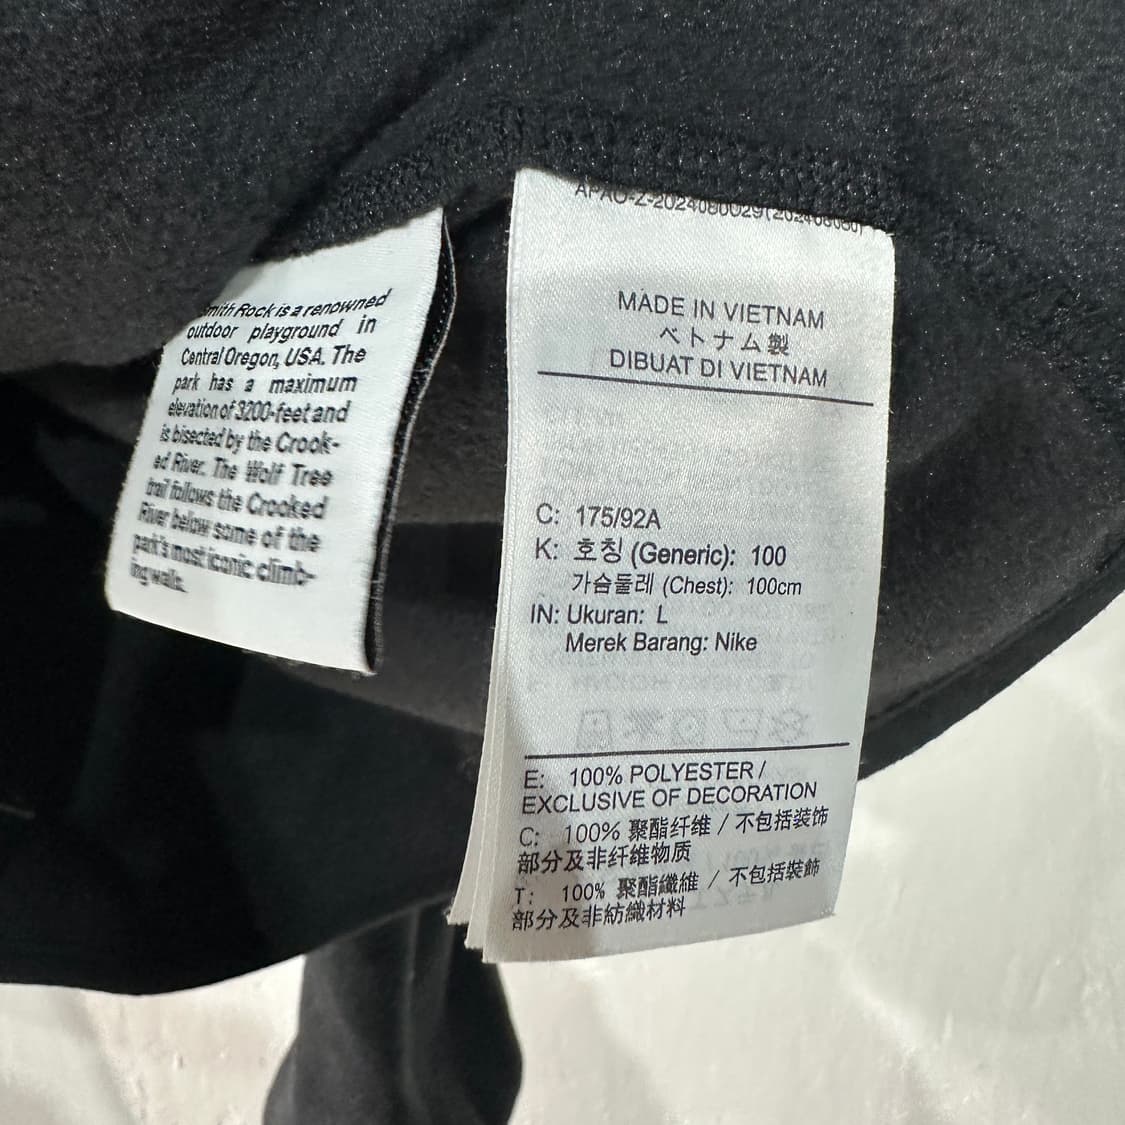 Smith Rock is a renowned
outdoor playground in
Central Oregon, USA. The
park has a maximum
elevation of 3200-feet and
is bisected by the Crook-
ed River. The Wolf Tree
trail follows the Crooked
River below some of the
park's most iconic climb-
ing walls.
APAO-Z-2024080029(20240808)
MADE IN VIETNAM
ベトナム製
DIBUAT DI VIETNAM
C: 175/92A
K: 호칭 (Generic): 100
가슴둘레 (Chest): 100cm
IN: Ukuran: L
Merek Barang: Nike
E: 100% POLYESTER /
EXCLUSIVE OF DECORATION
C: 100% 聚酯纤维 / 不包括装饰
部分及非纤维物质
T: 100% 聚酯纖維 / 不包括裝飾
部分及非紡織材料